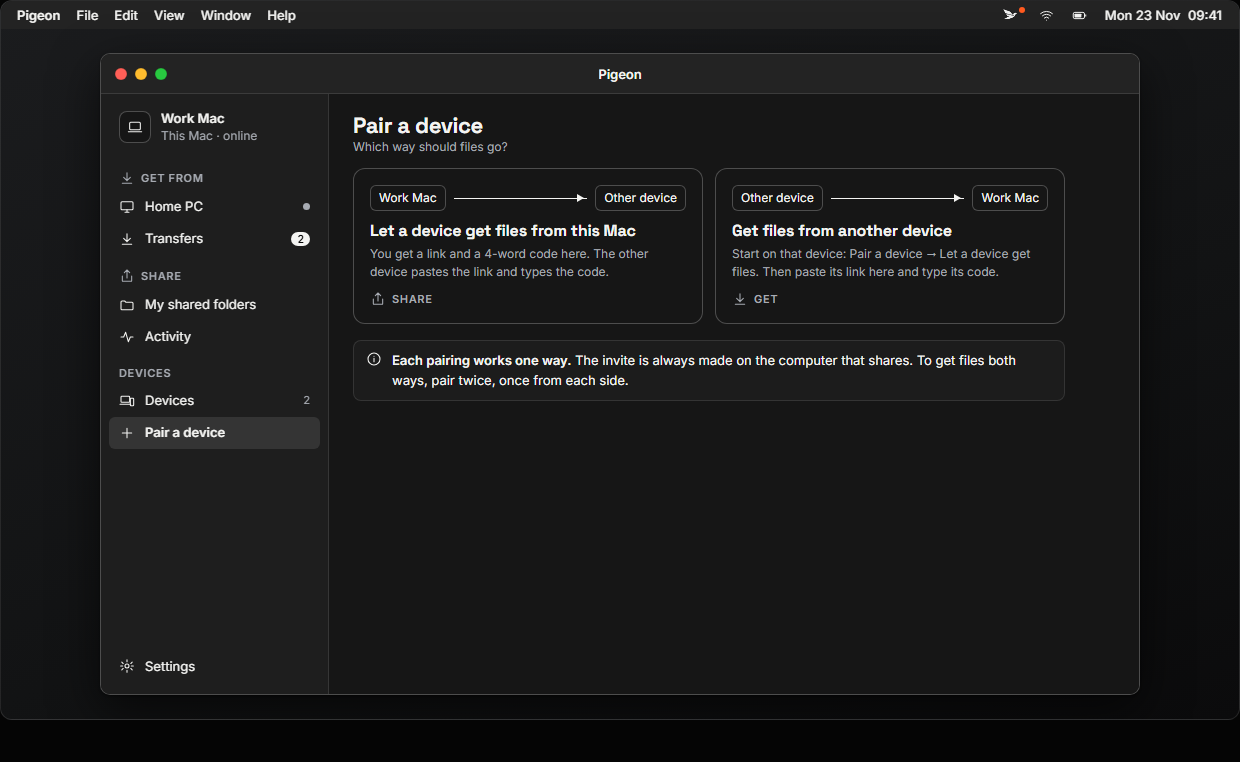 Pigeon File Edit View Window Help Mon 23 Nov 09:41
Pigeon
Work Mac
This Mac · online
GET FROM
Home PC
Transfers 2
SHARE
My shared folders
Activity
DEVICES
Devices 2
Pair a device
Settings
Pair a device
Which way should files go?
Work Mac Other device
Let a device get files from this Mac
You get a link and a 4-word code here. The other
device pastes the link and types the code.
SHARE
Other device Work Mac
Get files from another device
Start on that device: Pair a device → Let a device get
files. Then paste its link here and type its code.
GET
Each pairing works one way. The invite is always made on the computer that shares. To get files both
ways, pair twice, once from each side.